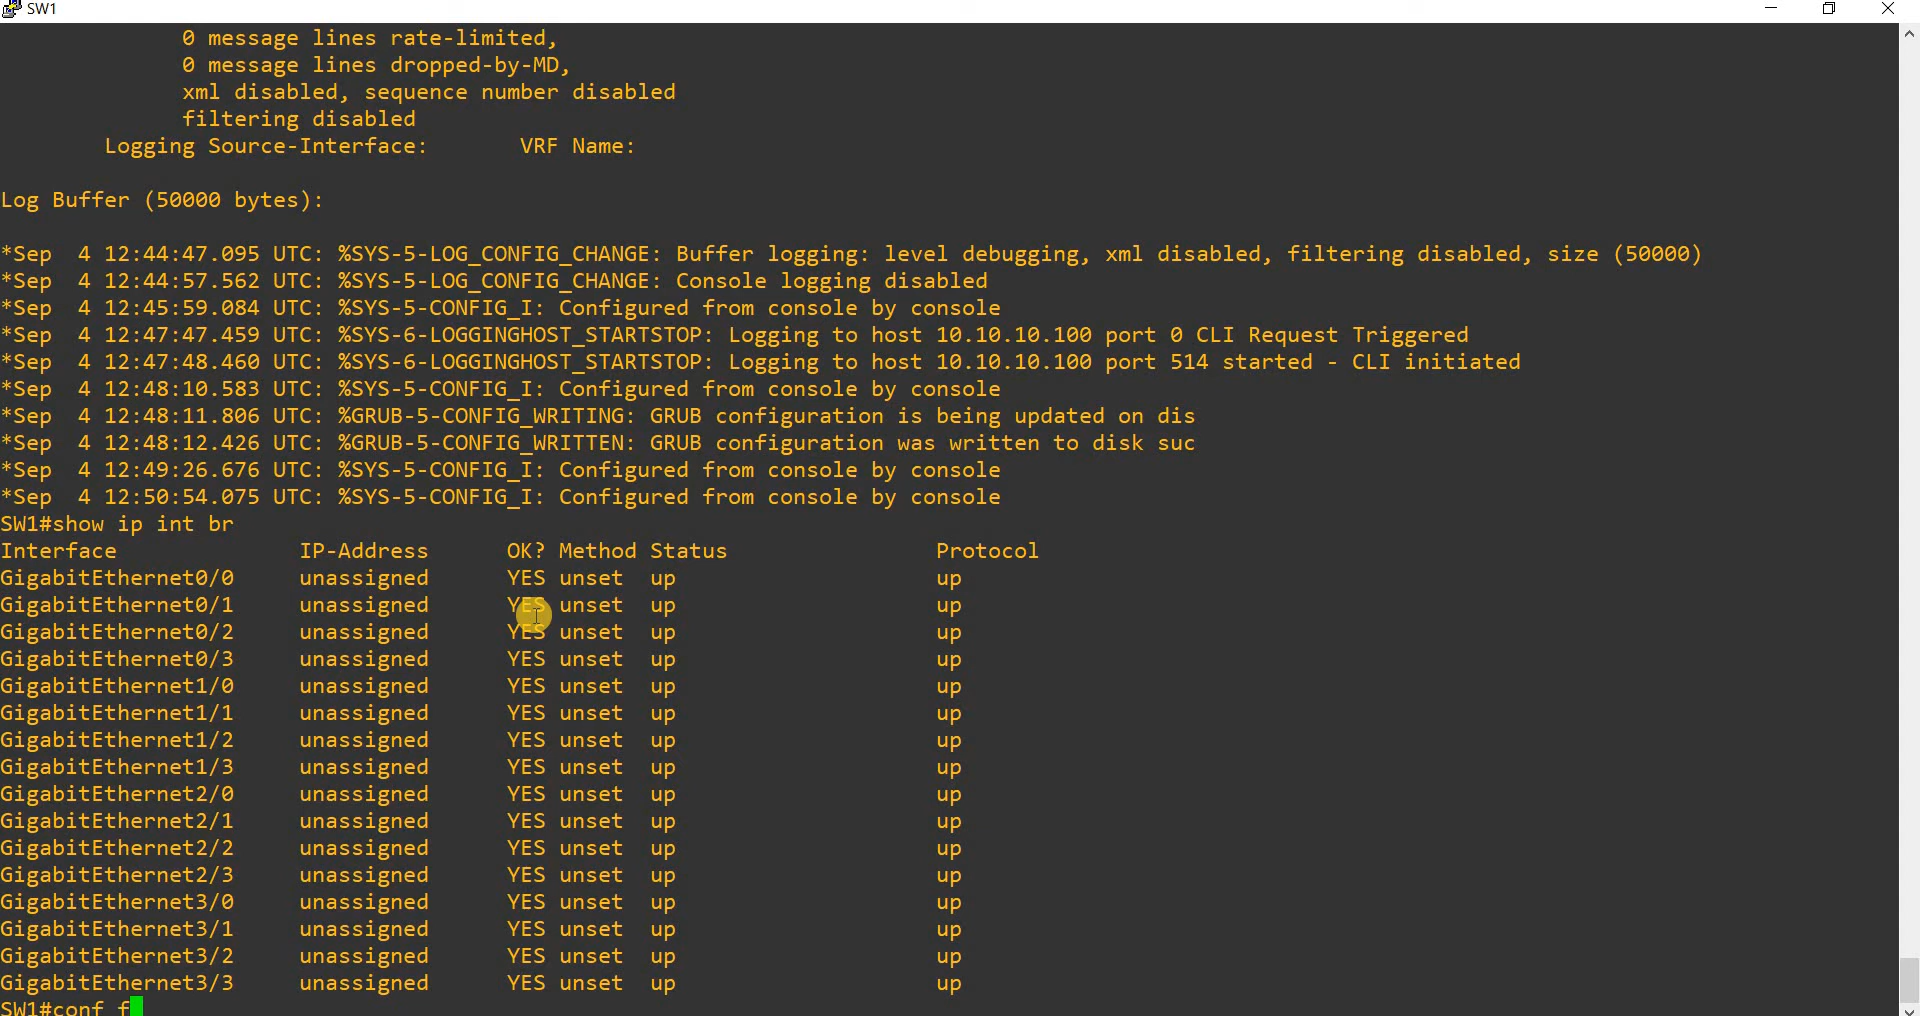 SW1
0 message lines rate-limited,
0 message lines dropped-by-MD,
xml disabled, sequence number disabled
filtering disabled
Logging Source-Interface:       VRF Name:
Log Buffer (50000 bytes):
*Sep  4 12:44:47.095 UTC: %SYS-5-LOG_CONFIG_CHANGE: Buffer logging: level debugging, xml disabled, filtering disabled, size (50000)
*Sep  4 12:44:57.562 UTC: %SYS-5-LOG_CONFIG_CHANGE: Console logging disabled
*Sep  4 12:45:59.084 UTC: %SYS-5-CONFIG_I: Configured from console by console
*Sep  4 12:47:47.459 UTC: %SYS-6-LOGGINGHOST_STARTSTOP: Logging to host 10.10.10.100 port 0 CLI Request Triggered
*Sep  4 12:47:48.460 UTC: %SYS-6-LOGGINGHOST_STARTSTOP: Logging to host 10.10.10.100 port 514 started - CLI initiated
*Sep  4 12:48:10.583 UTC: %SYS-5-CONFIG_I: Configured from console by console
*Sep  4 12:48:11.806 UTC: %GRUB-5-CONFIG_WRITING: GRUB configuration is being updated on dis
*Sep  4 12:48:12.426 UTC: %GRUB-5-CONFIG_WRITTEN: GRUB configuration was written to disk suc
*Sep  4 12:49:26.676 UTC: %SYS-5-CONFIG_I: Configured from console by console
*Sep  4 12:50:54.075 UTC: %SYS-5-CONFIG_I: Configured from console by console
SW1#show ip int br
Interface              IP-Address      OK? Method Status                Protocol
GigabitEthernet0/0     unassigned      YES unset  up                    up
GigabitEthernet0/1     unassigned      YES unset  up                    up
GigabitEthernet0/2     unassigned      YES unset  up                    up
GigabitEthernet0/3     unassigned      YES unset  up                    up
GigabitEthernet1/0     unassigned      YES unset  up                    up
GigabitEthernet1/1     unassigned      YES unset  up                    up
GigabitEthernet1/2     unassigned      YES unset  up                    up
GigabitEthernet1/3     unassigned      YES unset  up                    up
GigabitEthernet2/0     unassigned      YES unset  up                    up
GigabitEthernet2/1     unassigned      YES unset  up                    up
GigabitEthernet2/2     unassigned      YES unset  up                    up
GigabitEthernet2/3     unassigned      YES unset  up                    up
GigabitEthernet3/0     unassigned      YES unset  up                    up
GigabitEthernet3/1     unassigned      YES unset  up                    up
GigabitEthernet3/2     unassigned      YES unset  up                    up
GigabitEthernet3/3     unassigned      YES unset  up                    up
SW1#conf f